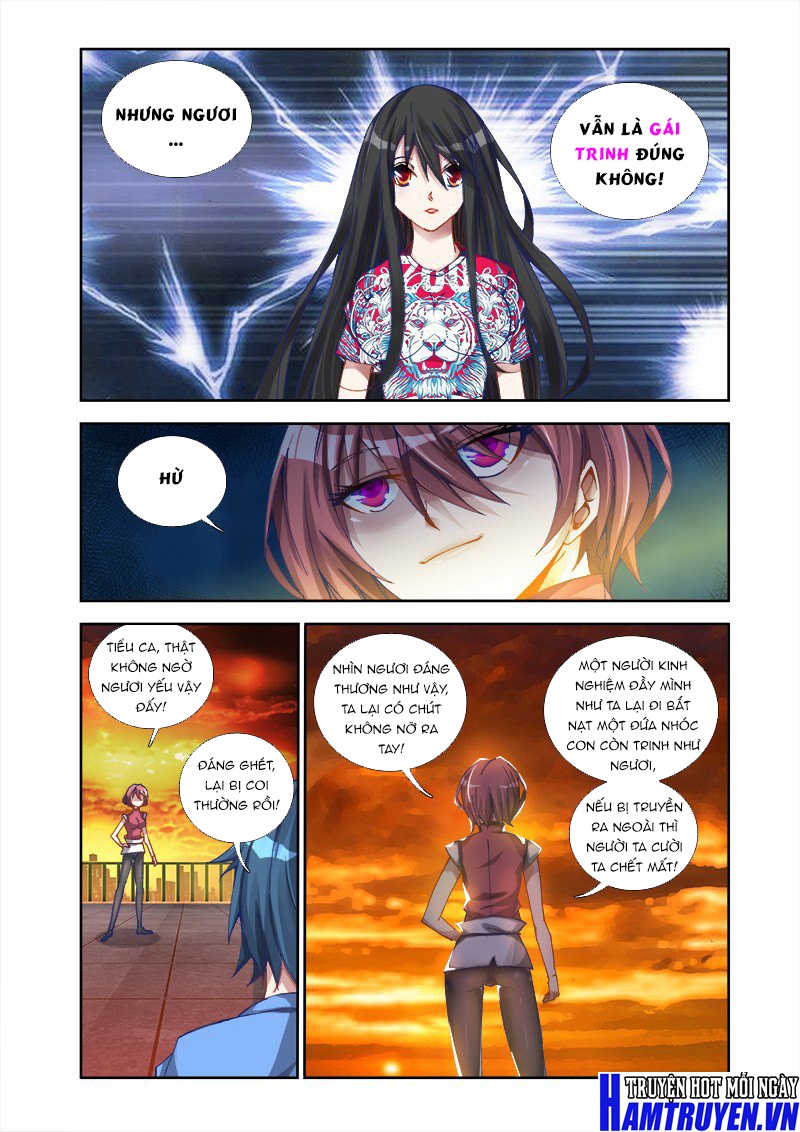 NHƯNG NGƯƠI
...
VẪN LÀ GÁI
TRINH ĐÚNG
KHÔNG!
HỪ
TIỂU CA, THẬT
KHÔNG NGỜ
NGƯƠI YẾU VẬY
ĐẤY!
ĐÁNG GHÉT,
LẠI BỊ COI
THƯỜNG RỒI!
NHÌN NGƯƠI ĐÁNG
THƯƠNG NHƯ VẬY,
TA LẠI CÓ CHÚT
KHÔNG NỠ RA
TAY!
MỘT NGƯỜI KINH
NGHIỆM ĐẦY MÌNH
NHƯ TA LẠI ĐI BẮT
NẠT MỘT ĐỨA NHÓC
CON CÒN TRINH NHƯ
NGƯƠI,
NẾU BỊ TRUYỀN
RA NGOÀI THÌ
NGƯỜI TA CƯỜI
TA CHẾT MẤT!
TRUYỆN HOT MỖI NGÀY
HAMTRUYEN.VN